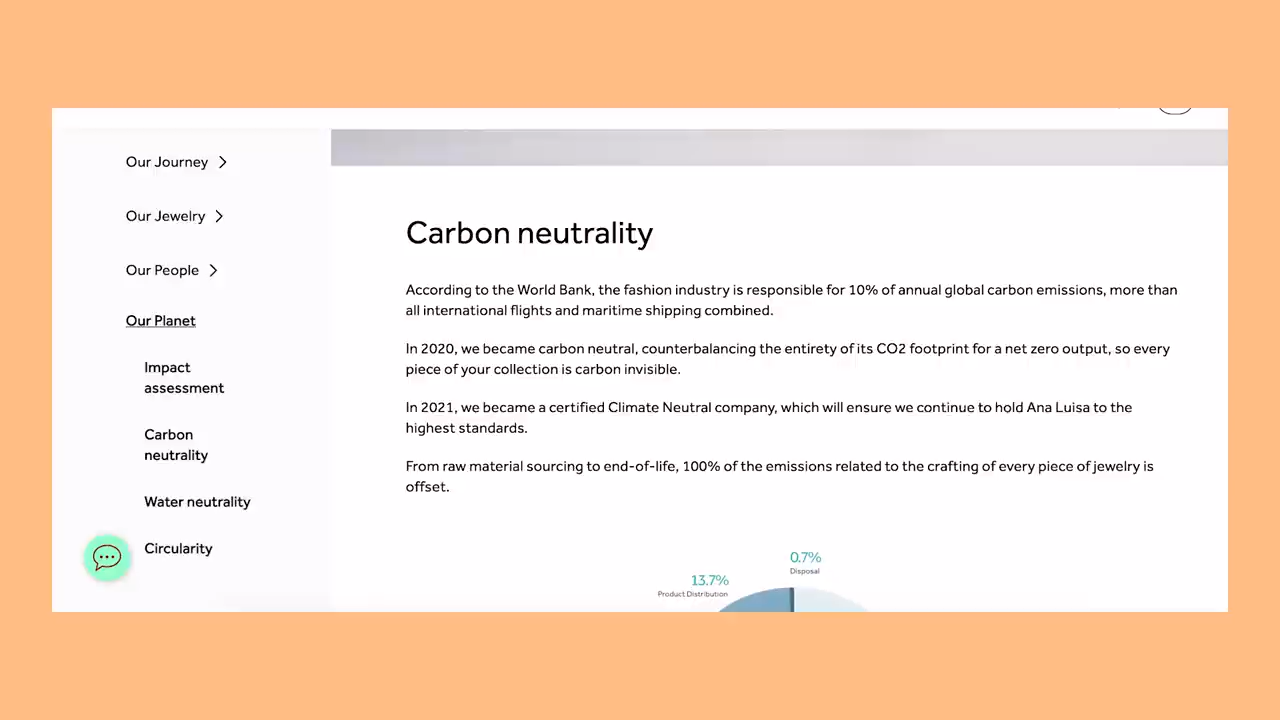 Our Journey
Our Jewelry
Our People
Our Planet
Impact
assessment
Carbon
neutrality
Water neutrality
Circularity
Carbon neutrality
According to the World Bank, the fashion industry is responsible for 10% of annual global carbon emissions, more than
all international flights and maritime shipping combined.
In 2020, we became carbon neutral, counterbalancing the entirety of its CO2 footprint for a net zero output, so every
piece of your collection is carbon invisible.
In 2021, we became a certified Climate Neutral company, which will ensure we continue to hold Ana Luisa to the
highest standards.
From raw material sourcing to end-of-life, 100% of the emissions related to the crafting of every piece of jewelry is
offset.
0.7%
Disposal
13.7%
Product Distribution